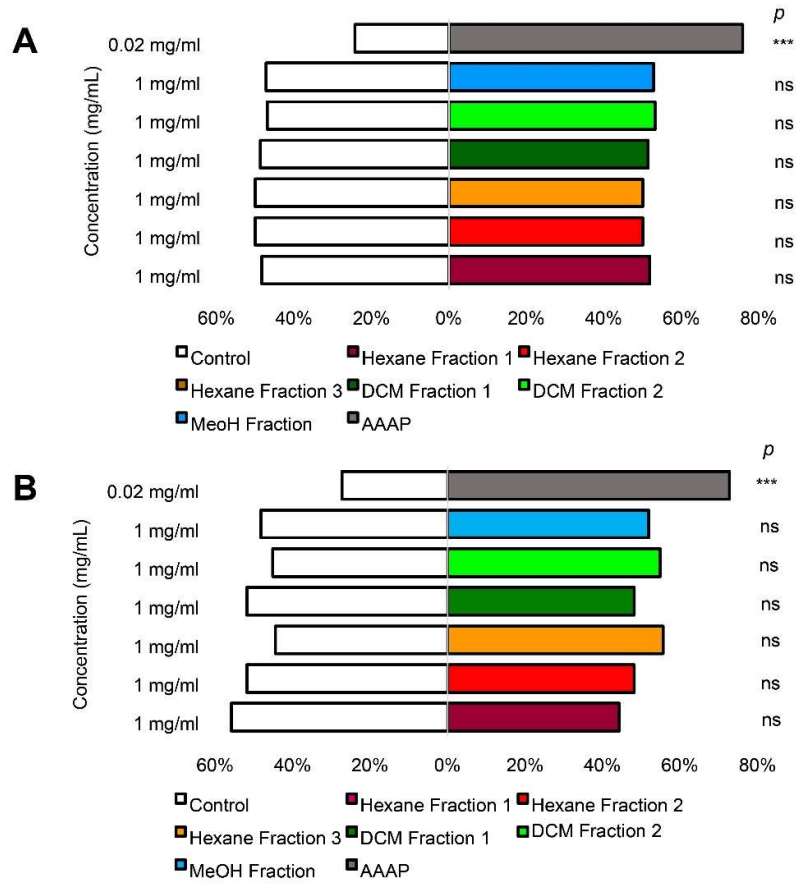 p
A
0.02 mg/ml ***
1 mg/ml ns
1 mg/ml ns
1 mg/ml ns
1 mg/ml ns
1 mg/ml ns
1 mg/ml ns
Concentration (mg/mL)
60% 40% 20% 0% 20% 40% 60% 80%
Control Hexane Fraction 1 Hexane Fraction 2
Hexane Fraction 3 DCM Fraction 1 DCM Fraction 2
MeoH Fraction AAAP
p
B
0.02 mg/ml ***
1 mg/ml ns
1 mg/ml ns
1 mg/ml ns
1 mg/ml ns
1 mg/ml ns
1 mg/ml ns
Concentration (mg/mL)
60% 40% 20% 0% 20% 40% 60% 80%
Control Hexane Fraction 1 Hexane Fraction 2
Hexane Fraction 3 DCM Fraction 1 DCM Fraction 2
MeOH Fraction AAAP